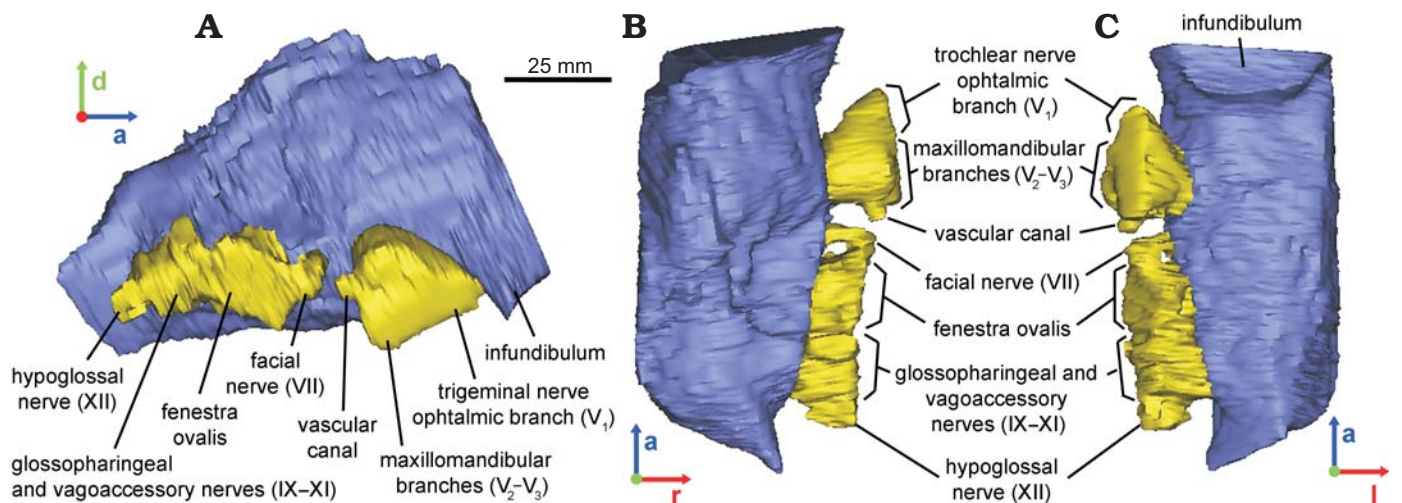 A
d
a
25 mm
hypoglossal
nerve (XII)
glossopharingeal
and vagoaccessory nerves (IX–XI)
fenestra
ovalis
facial
nerve (VII)
vascular
canal
maxillomandibular
branches (V₂–V₃)
trigeminal nerve
ophtalmic branch (V₁)
infundibulum
B
a
r
trochlear nerve
ophtalmic
branch (V₁)
maxillomandibular
branches (V₂–V₃)
vascular canal
facial nerve (VII)
fenestra ovalis
glossopharingeal and
vagoaccessory
nerves (IX–XI)
hypoglossal
nerve (XII)
C
infundibulum
a
l